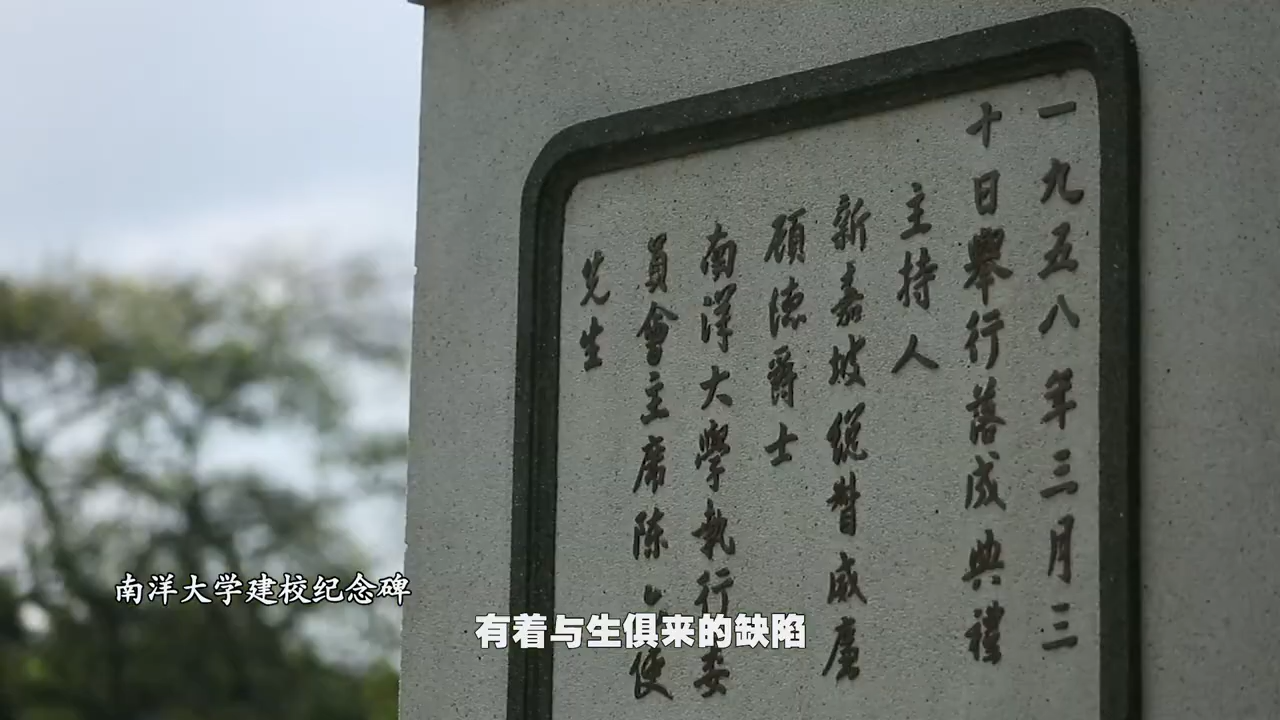 一九五八年三月三
十日舉行落成典禮
主持人
新嘉坡總督威廉
顧德爵士
南洋大學執行委
員會主席陈六使
先生
南洋大学建校纪念碑
有着与生俱来的缺陷